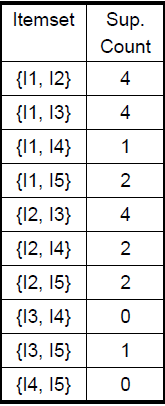 Itemset Sup.
Count
{I1, I2} 4
{I1, I3} 4
{I1, I4} 1
{I1, I5} 2
{I2, I3} 4
{I2, I4} 2
{I2, I5} 2
{I3, I4} 0
{I3, I5} 1
{I4, I5} 0